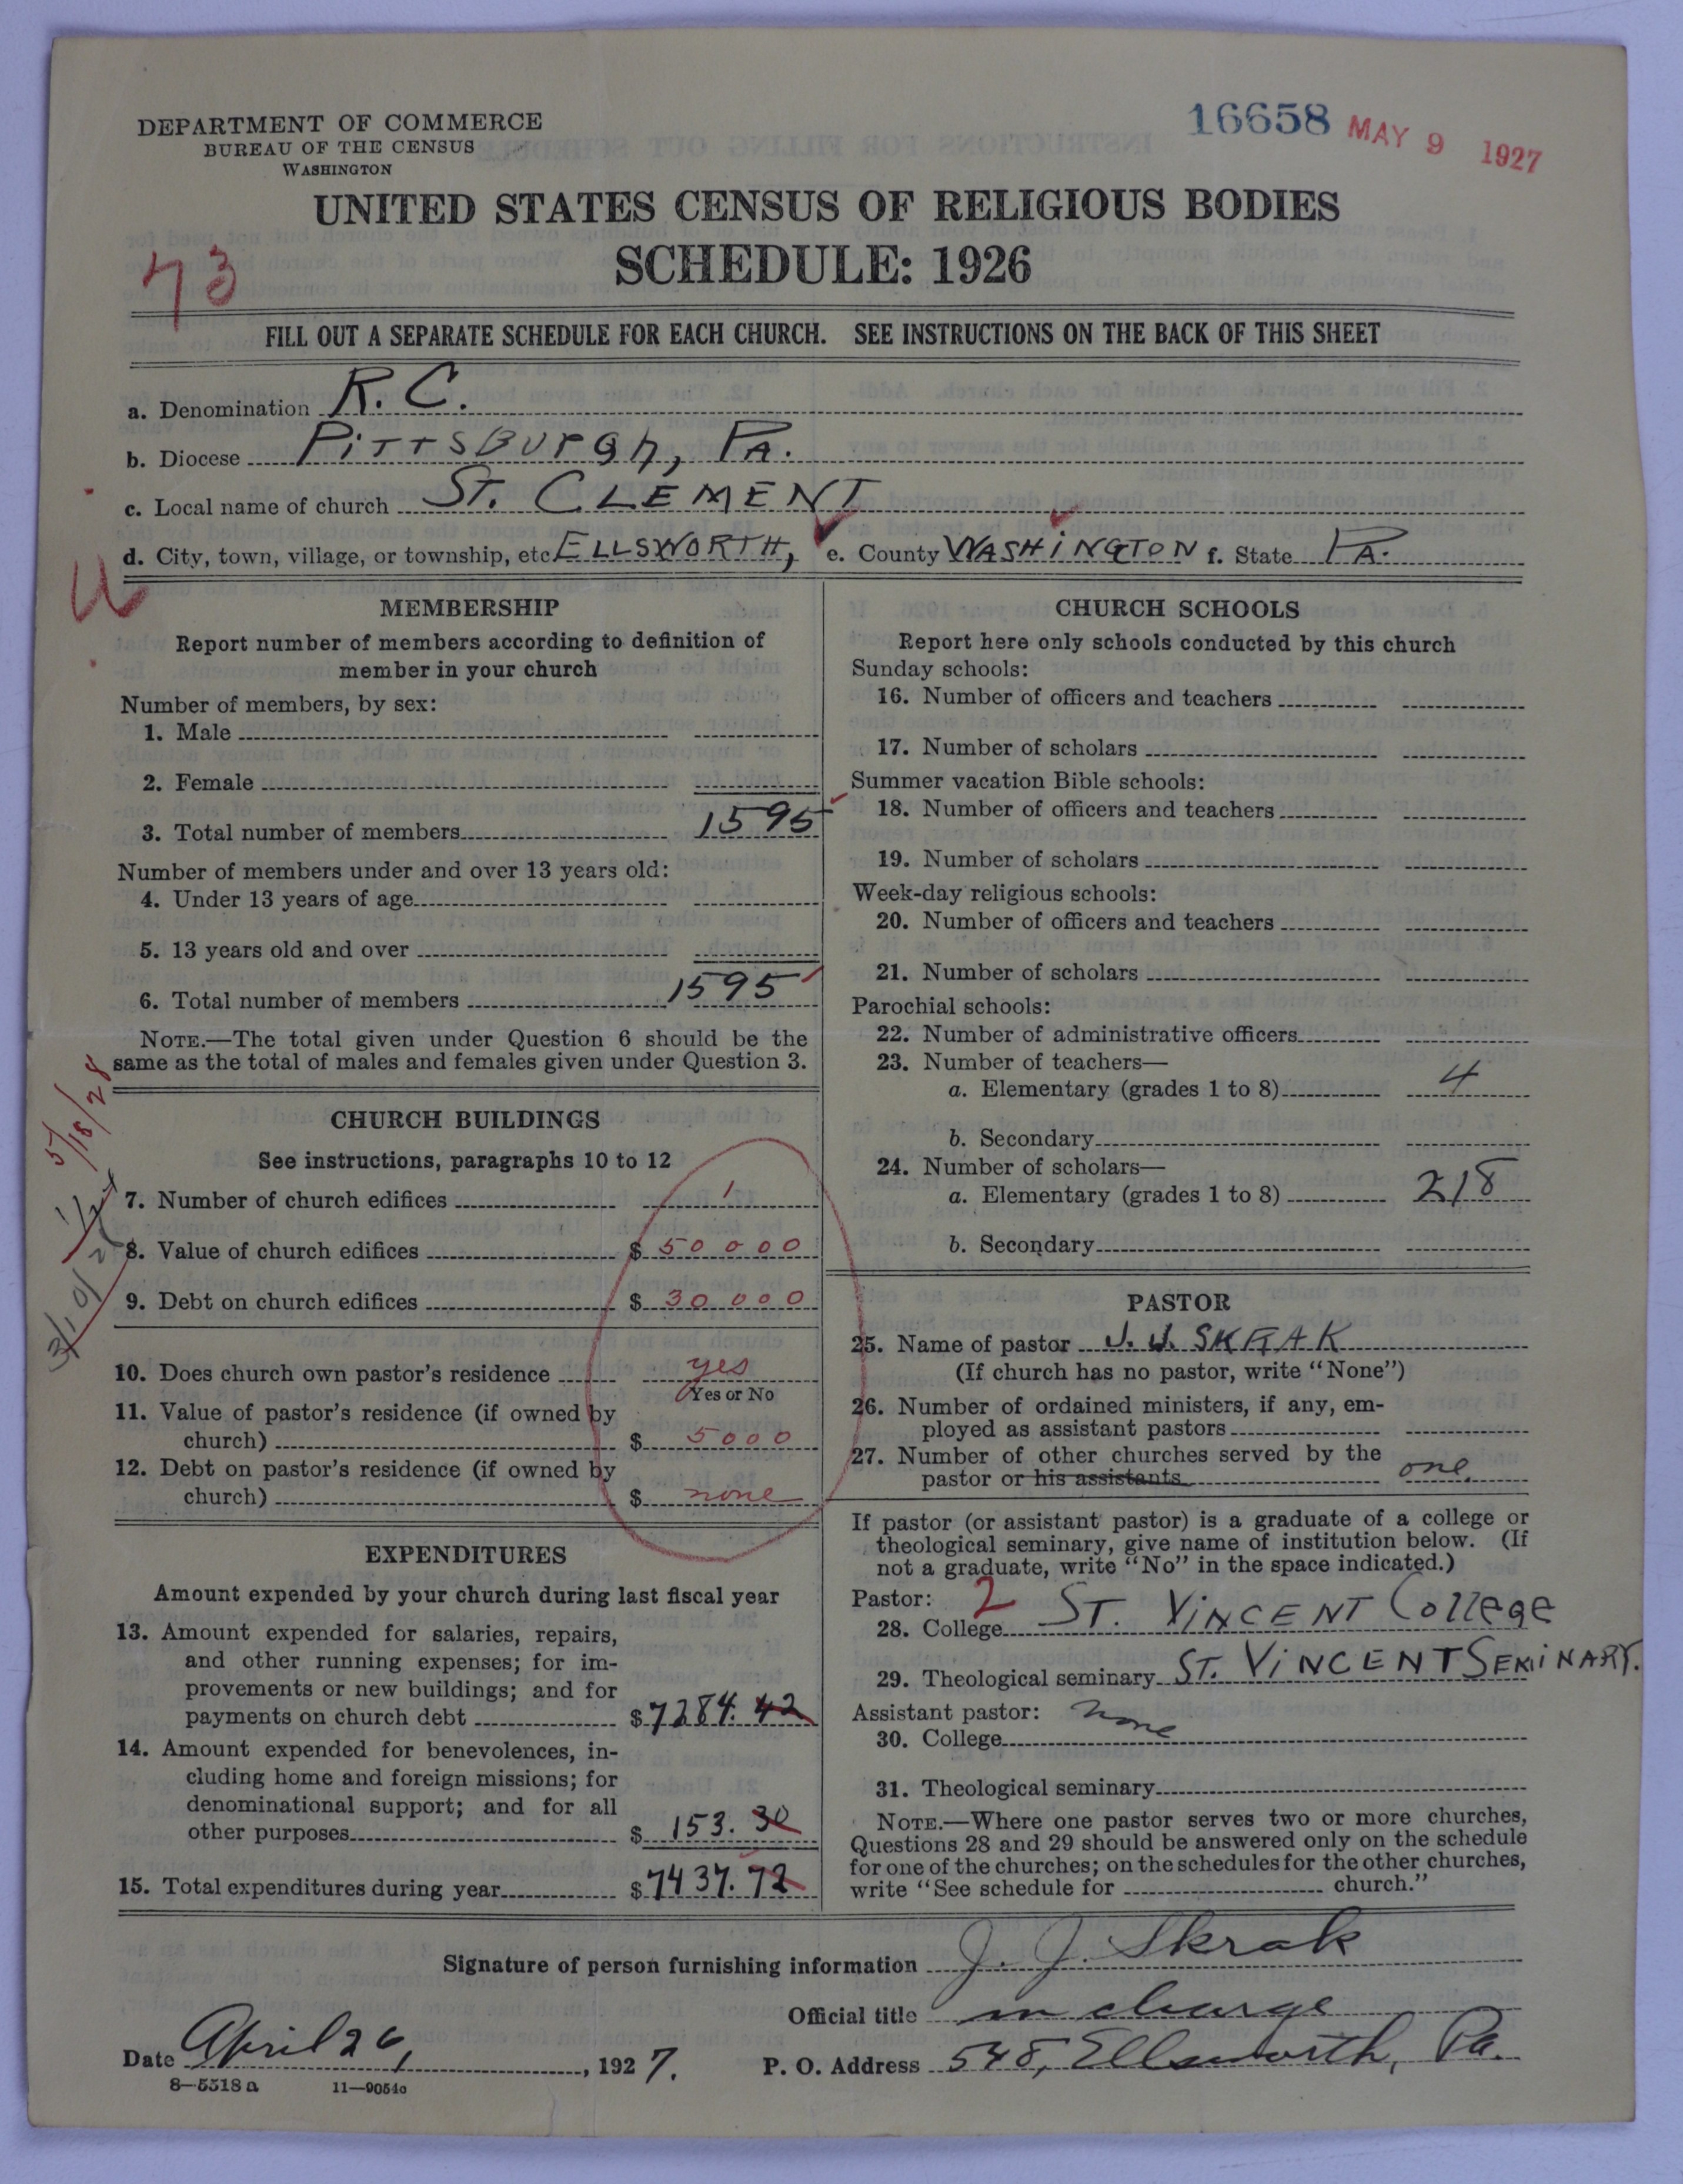 16658 MAY 9 1927
DEPARTMENT OF COMMERCE
BUREAU OF THE CENSUS
WASHINGTON
UNITED STATES CENSUS OF RELIGIOUS BODIES
SCHEDULE: 1926
73
FILL OUT A SEPARATE SCHEDULE FOR EACH CHURCH. SEE INSTRUCTIONS ON THE BACK OF THIS SHEET
a. Denomination R. C.
b. Diocese PITTSBURgh, PA.
c. Local name of church ST. CLEMENT
d. City, town, village, or township, etc ELLSWORTH, e. County WASHiNGTON f. State PA.
MEMBERSHIP
Report number of members according to definition of
member in your church
Number of members, by sex:
1. Male
2. Female
3. Total number of members 1595
Number of members under and over 13 years old:
4. Under 13 years of age
5. 13 years old and over
6. Total number of members 1595
NOTE.—The total given under Question 6 should be the
same as the total of males and females given under Question 3.
5/18/28
CHURCH BUILDINGS
See instructions, paragraphs 10 to 12
7. Number of church edifices 1
8. Value of church edifices $ 50000
9. Debt on church edifices $ 30000
10. Does church own pastor's residence yes
Yes or No
11. Value of pastor's residence (if owned by
church) $ 5000
12. Debt on pastor's residence (if owned by
church) $ none
EXPENDITURES
Amount expended by your church during last fiscal year
13. Amount expended for salaries, repairs,
and other running expenses; for im-
provements or new buildings; and for
payments on church debt $7284.42
14. Amount expended for benevolences, in-
cluding home and foreign missions; for
denominational support; and for all
other purposes $ 153.30
15. Total expenditures during year $7437.72
CHURCH SCHOOLS
Report here only schools conducted by this church
Sunday schools:
16. Number of officers and teachers
17. Number of scholars
Summer vacation Bible schools:
18. Number of officers and teachers
19. Number of scholars
Week-day religious schools:
20. Number of officers and teachers
21. Number of scholars
Parochial schools:
22. Number of administrative officers
23. Number of teachers—
a. Elementary (grades 1 to 8) 4
b. Secondary
24. Number of scholars—
a. Elementary (grades 1 to 8) 218
b. Secondary
PASTOR
25. Name of pastor J. J. SKRAK
(If church has no pastor, write "None")
26. Number of ordained ministers, if any, em-
ployed as assistant pastors
27. Number of other churches served by the
pastor or his assistants one
If pastor (or assistant pastor) is a graduate of a college or
theological seminary, give name of institution below. (If
not a graduate, write "No" in the space indicated.)
Pastor: 2
28. College ST. ViNCENT College
29. Theological seminary ST. ViNCENT SEMiNARY.
Assistant pastor: none
30. College
31. Theological seminary
NOTE.—Where one pastor serves two or more churches,
Questions 28 and 29 should be answered only on the schedule
for one of the churches; on the schedules for the other churches,
write "See schedule for church."
Signature of person furnishing information J. J. Skrak
Official title in charge
Date April 26, , 1927. P. O. Address 548, Ellsworth, Pa.
8—5518a 11—9054c